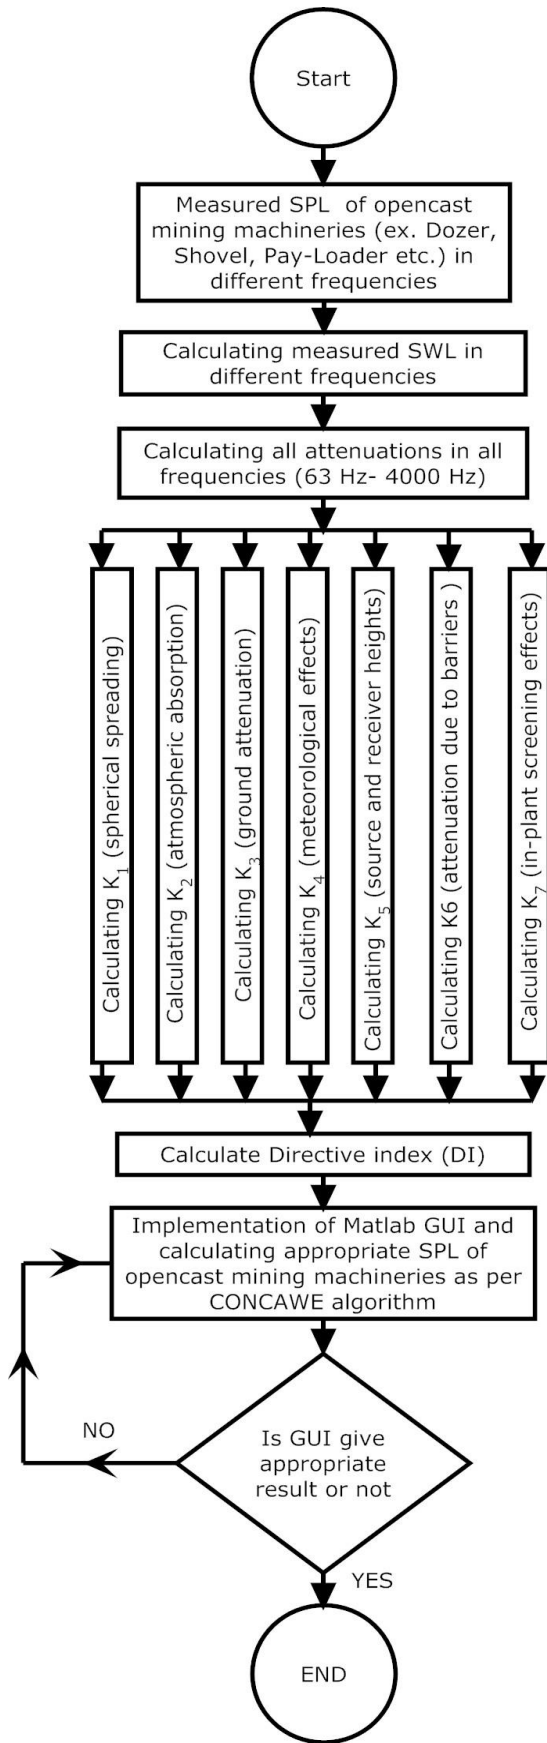 Start
Measured SPL of opencast
mining machineries (ex. Dozer,
Shovel, Pay-Loader etc.) in
different frequencies
Calculating measured SWL in
different frequencies
Calculating all attenuations in all
frequencies (63 Hz- 4000 Hz)
Calculating K1 (spherical spreading)
Calculating K2 (atmospheric absorption)
Calculating K3 (ground attenuation)
Calculating K4 (meteorological effects)
Calculating K5 (source and receiver heights)
Calculating K6 (attenuation due to barriers )
Calculating K7 (in-plant screening effects)
Calculate Directive index (DI)
Implementation of Matlab GUI and
calculating appropriate SPL of
opencast mining machineries as per
CONCAWE algorithm
NO
Is GUI give
appropriate
result or not
YES
END